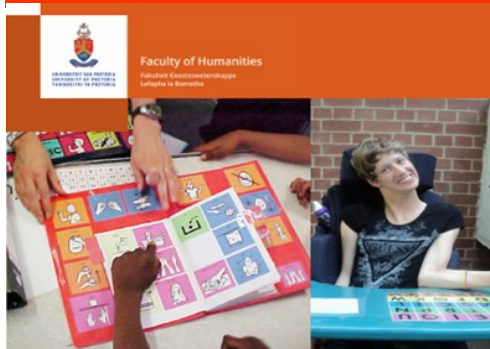 UNIVERSITEIT VAN PRETORIA
UNIVERSITY OF PRETORIA
YUNIBESITHI YA PRETORIA
Faculty of Humanities
Fakulteit Geesteswetenskappe
Lefapha la Bomotho